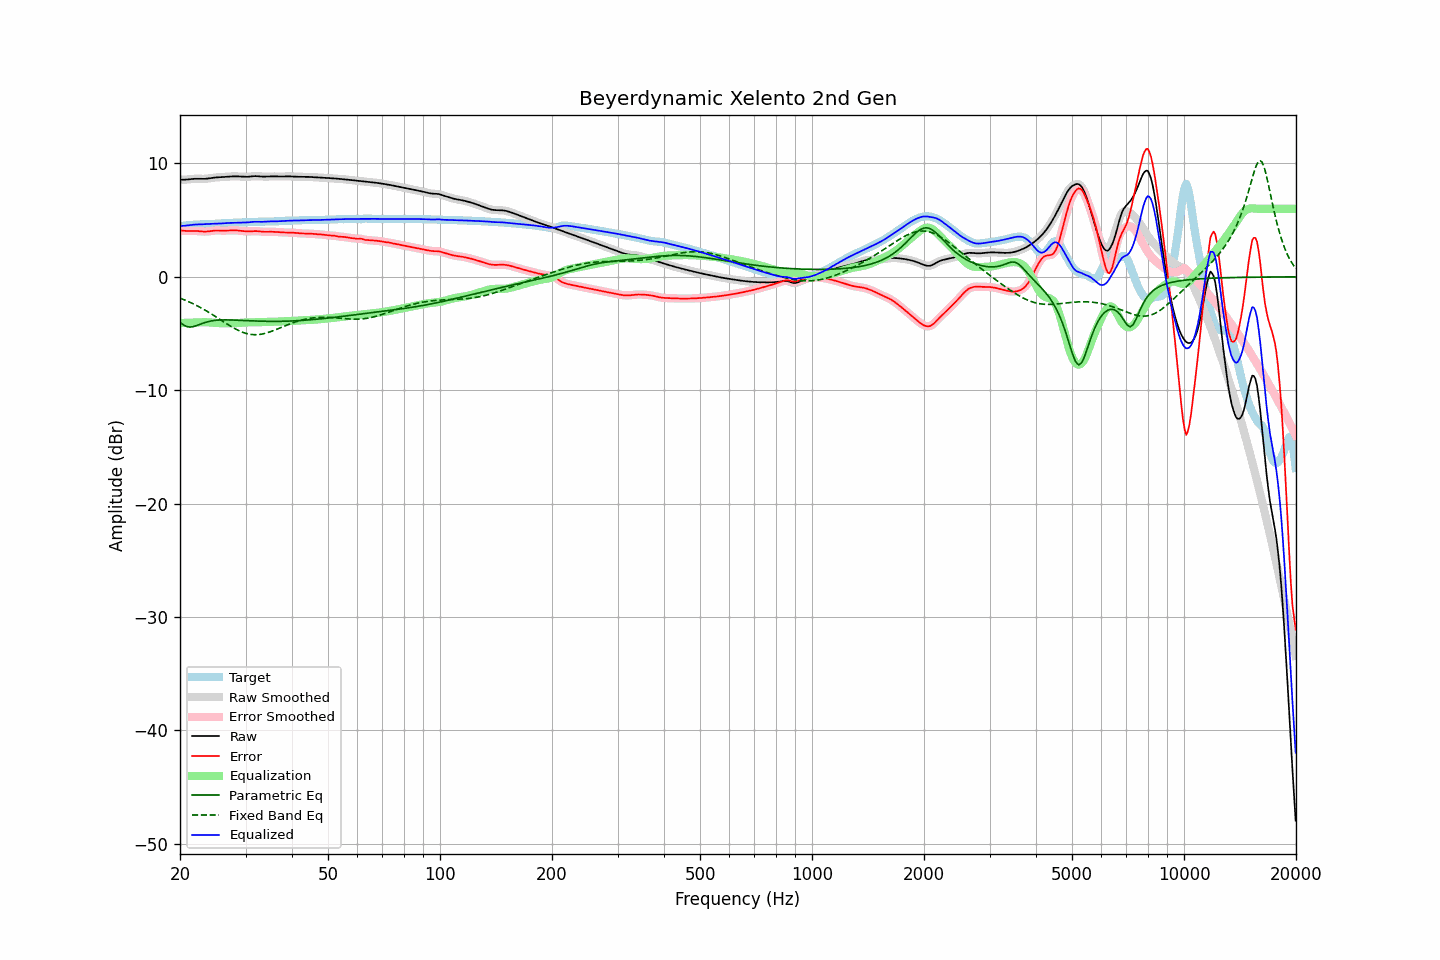 Beyerdynamic Xelento 2nd Gen
10
0
−10
−20
−30
−40
−50
Amplitude (dBr)
Target
Raw Smoothed
Error Smoothed
Raw
Error
Equalization
Parametric Eq
Fixed Band Eq
Equalized
20 50 100 200 500 1000 2000 5000 10000 20000
Frequency (Hz)